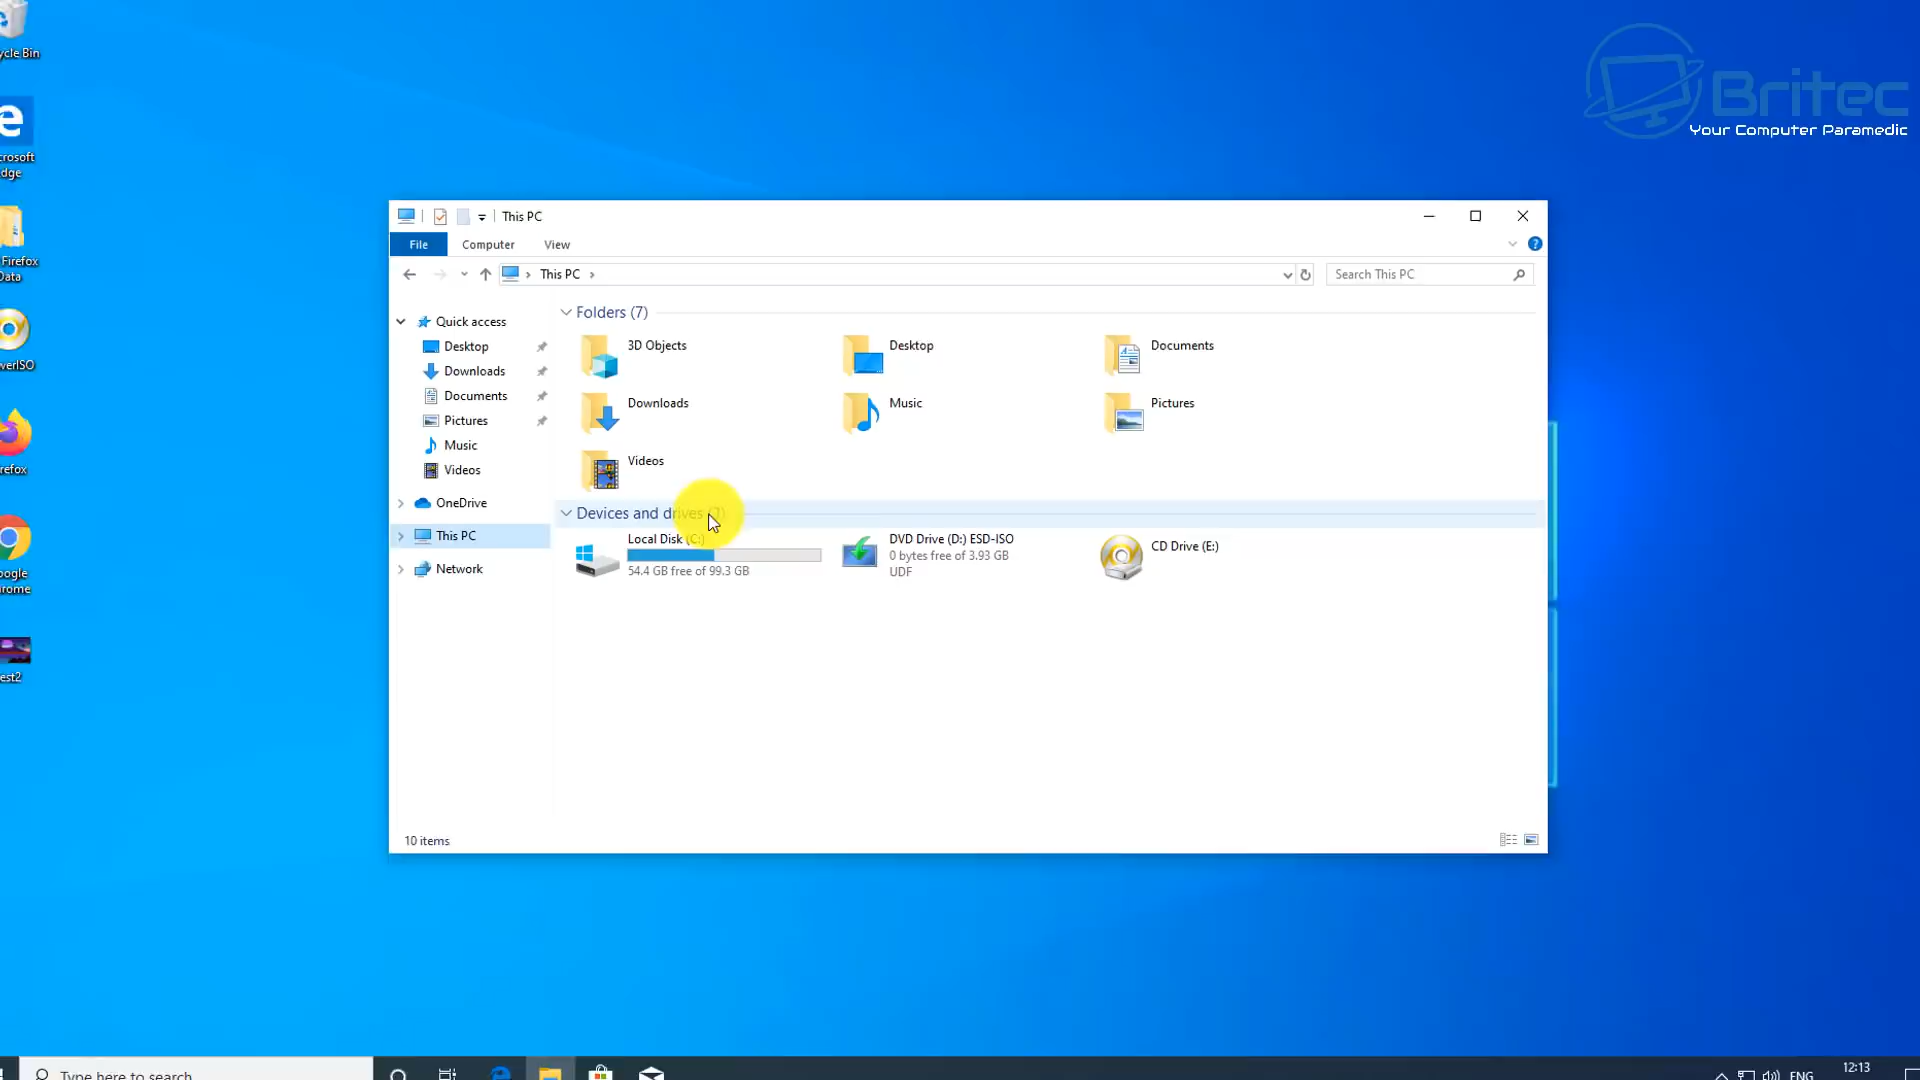 Britec
Your Computer Paramedic
ycle Bin
crosoft
dge
Firefox
Data
werISO
refox
oogle
rome
est2
This PC
File
Computer
View
This PC
Search This PC
Quick access
Desktop
Downloads
Documents
Pictures
Music
Videos
OneDrive
This PC
Network
Folders (7)
3D Objects
Desktop
Documents
Downloads
Music
Pictures
Videos
Devices and drives
Local Disk (C:)
54.4 GB free of 99.3 GB
DVD Drive (D:) ESD-ISO
0 bytes free of 3.93 GB
UDF
CD Drive (E:)
10 items
Type here to search
ENG
12:13